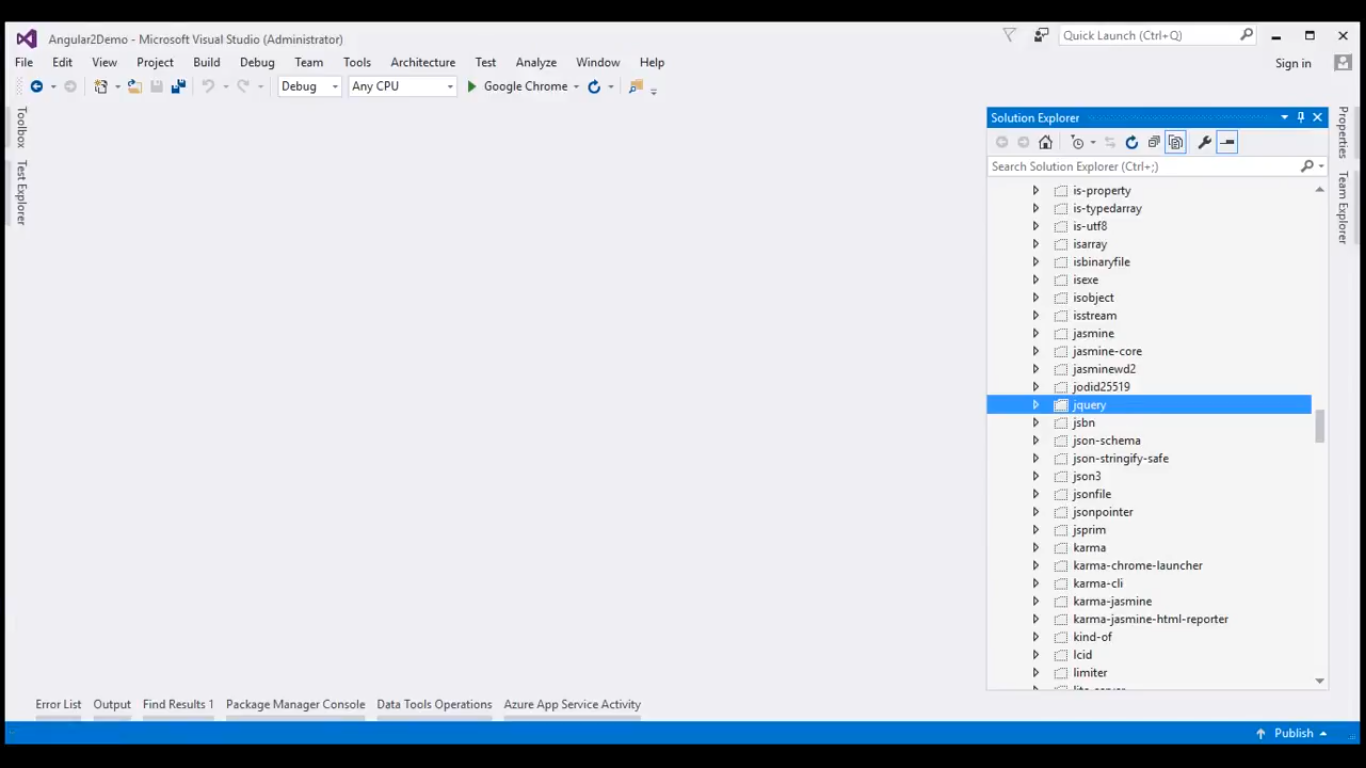 Angular2Demo - Microsoft Visual Studio (Administrator)
Quick Launch (Ctrl+Q)
File Edit View Project Build Debug Team Tools Architecture Test Analyze Window Help
Sign in
Debug Any CPU Google Chrome
Toolbox
Test Explorer
Solution Explorer
Search Solution Explorer (Ctrl+;)
is-property
is-typedarray
is-utf8
isarray
isbinaryfile
isexe
isobject
isstream
jasmine
jasmine-core
jasminewd2
jodid25519
jquery
jsbn
json-schema
json-stringify-safe
json3
jsonfile
jsonpointer
jsprim
karma
karma-chrome-launcher
karma-cli
karma-jasmine
karma-jasmine-html-reporter
kind-of
lcid
limiter
Properties
Team Explorer
Error List Output Find Results 1 Package Manager Console Data Tools Operations Azure App Service Activity
Publish